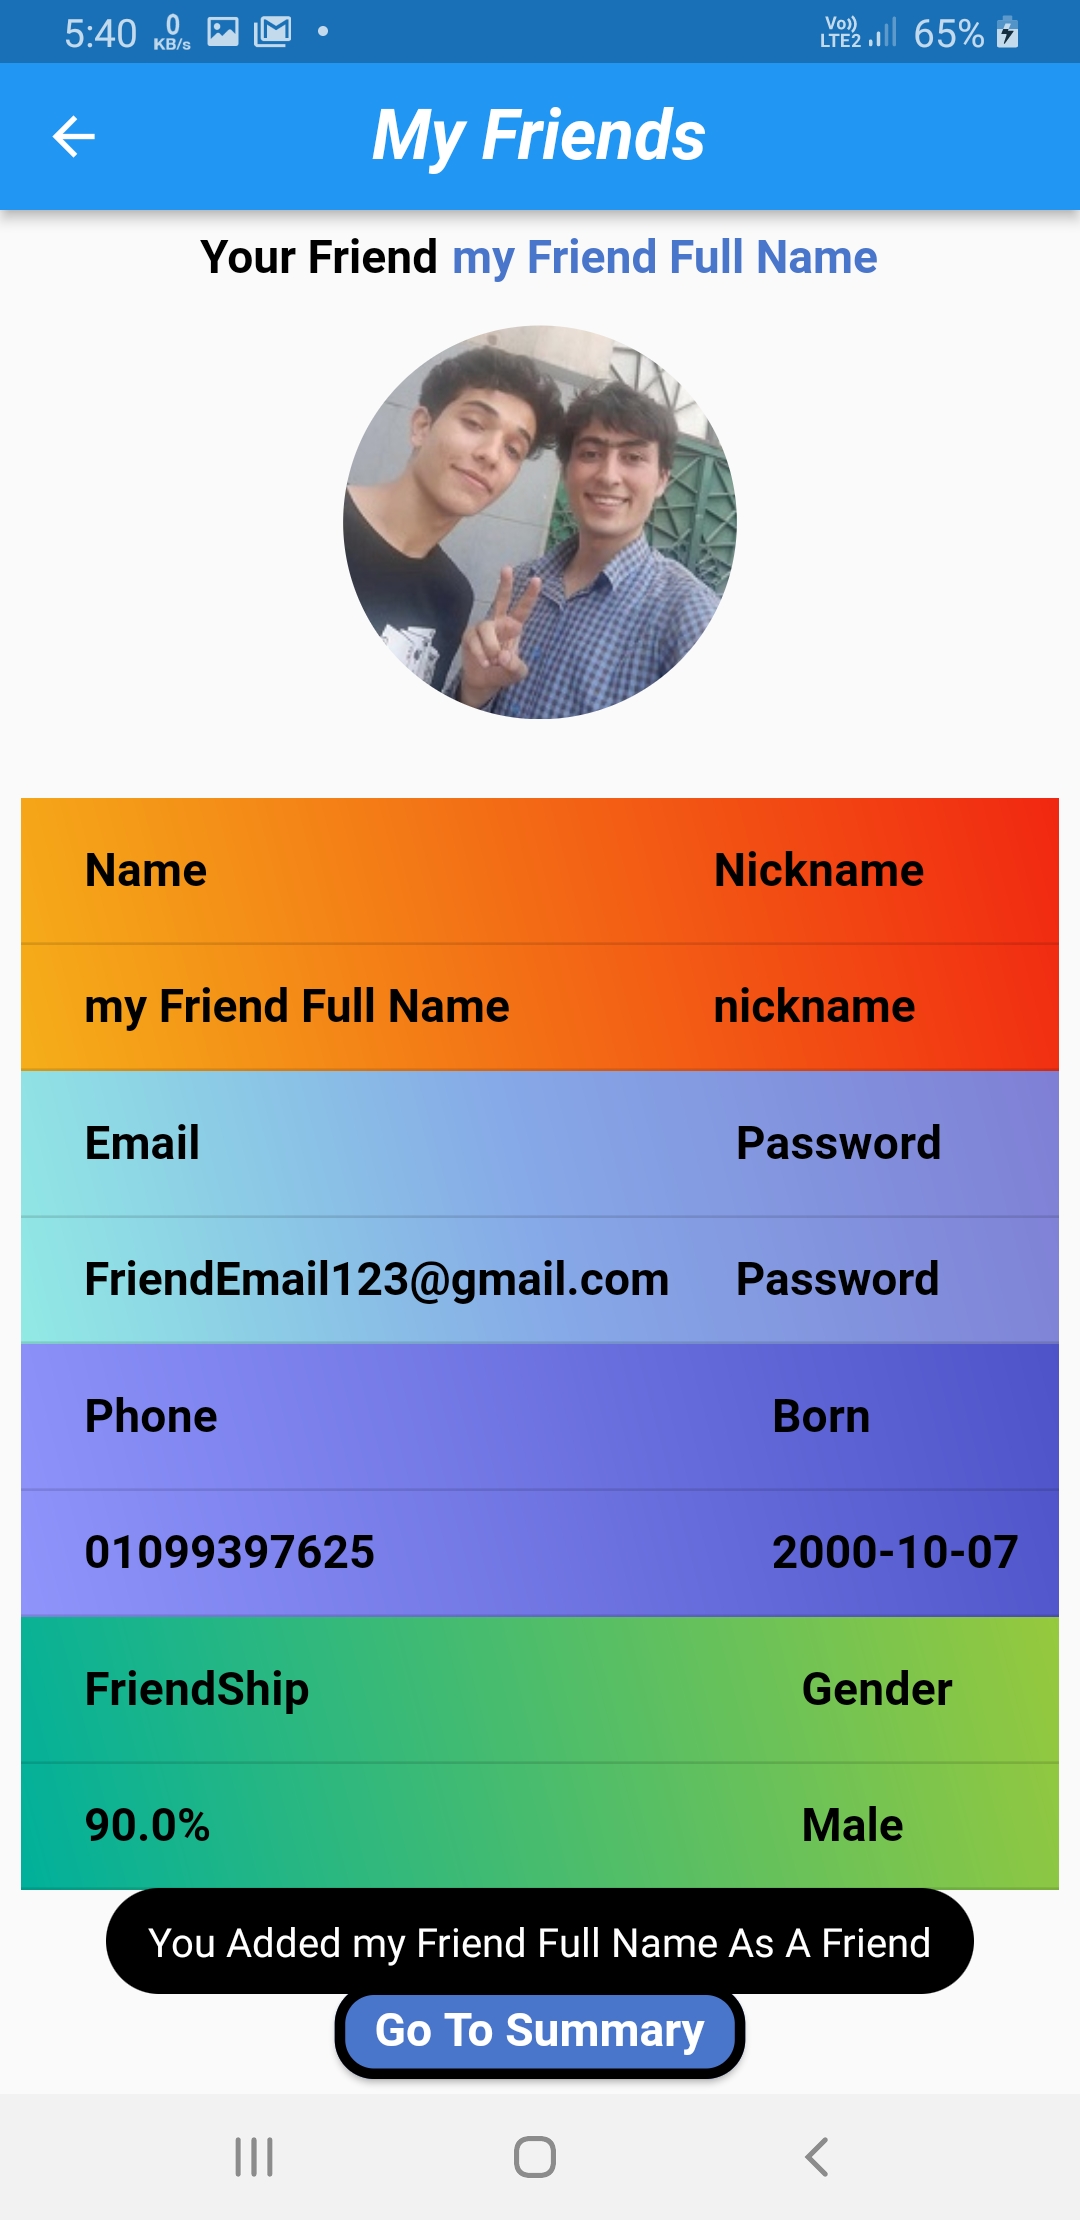 5:40 0 KB/s Vo)) LTE2 65%
My Friends
Your Friend my Friend Full Name
Name Nickname
my Friend Full Name nickname
Email Password
FriendEmail123@gmail.com Password
Phone Born
01099397625 2000-10-07
FriendShip Gender
90.0% Male
You Added my Friend Full Name As A Friend
Go To Summary